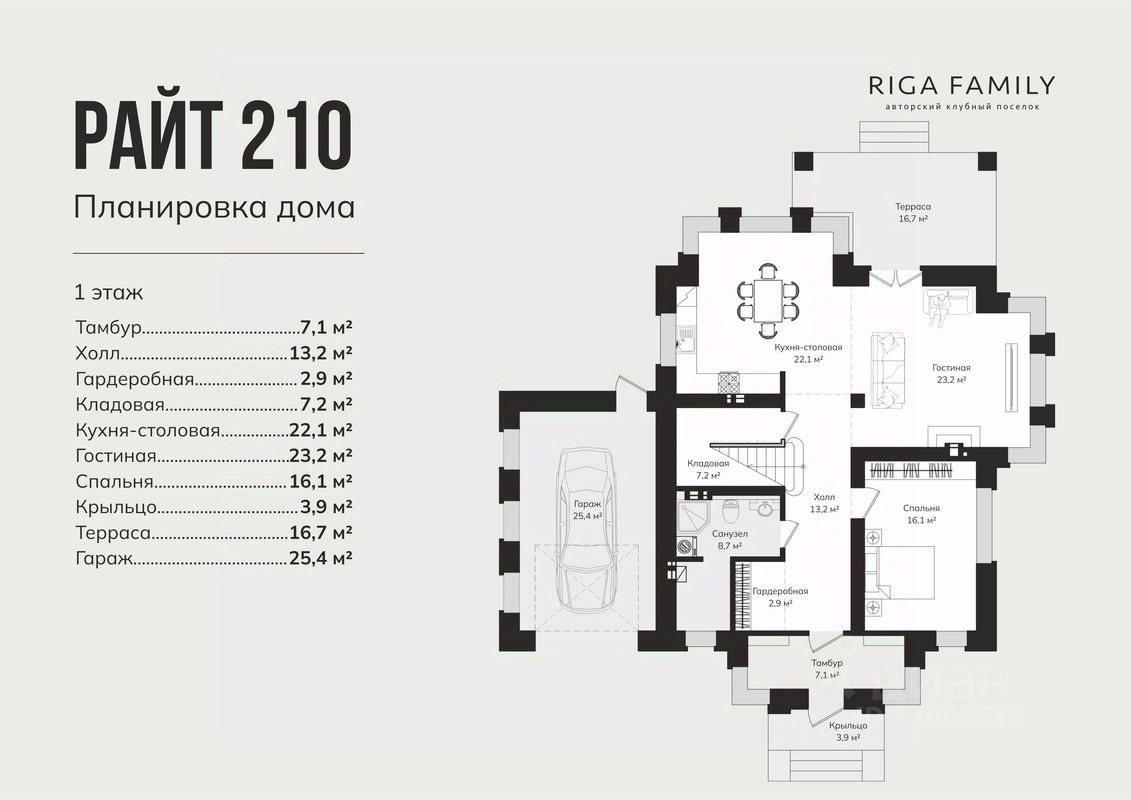 RIGA FAMILY
авторский клубный поселок
РАЙТ 210
Планировка дома
1 этаж
Тамбур............................7,1 м²
Холл...............................13,2 м²
Гардеробная.................. 2,9 м²
Кладовая........................7,2 м²
Кухня-столовая............22,1 м²
Гостиная.......................23,2 м²
Спальня........................16,1 м²
Крыльцо.........................3,9 м²
Терраса........................16,7 м²
Гараж...........................25,4 м²
Терраса
16,7 м²
Кухня-столовая
22,1 м²
Гостиная
23,2 м²
Кладовая
7,2 м²
Холл
13,2 м²
Гараж
25,4 м²
Спальня
16,1 м²
Санузел
8,7 м²
Гардеробная
2,9 м²
Тамбур
7,1 м²
циан
Крыльцо
3,9 м²